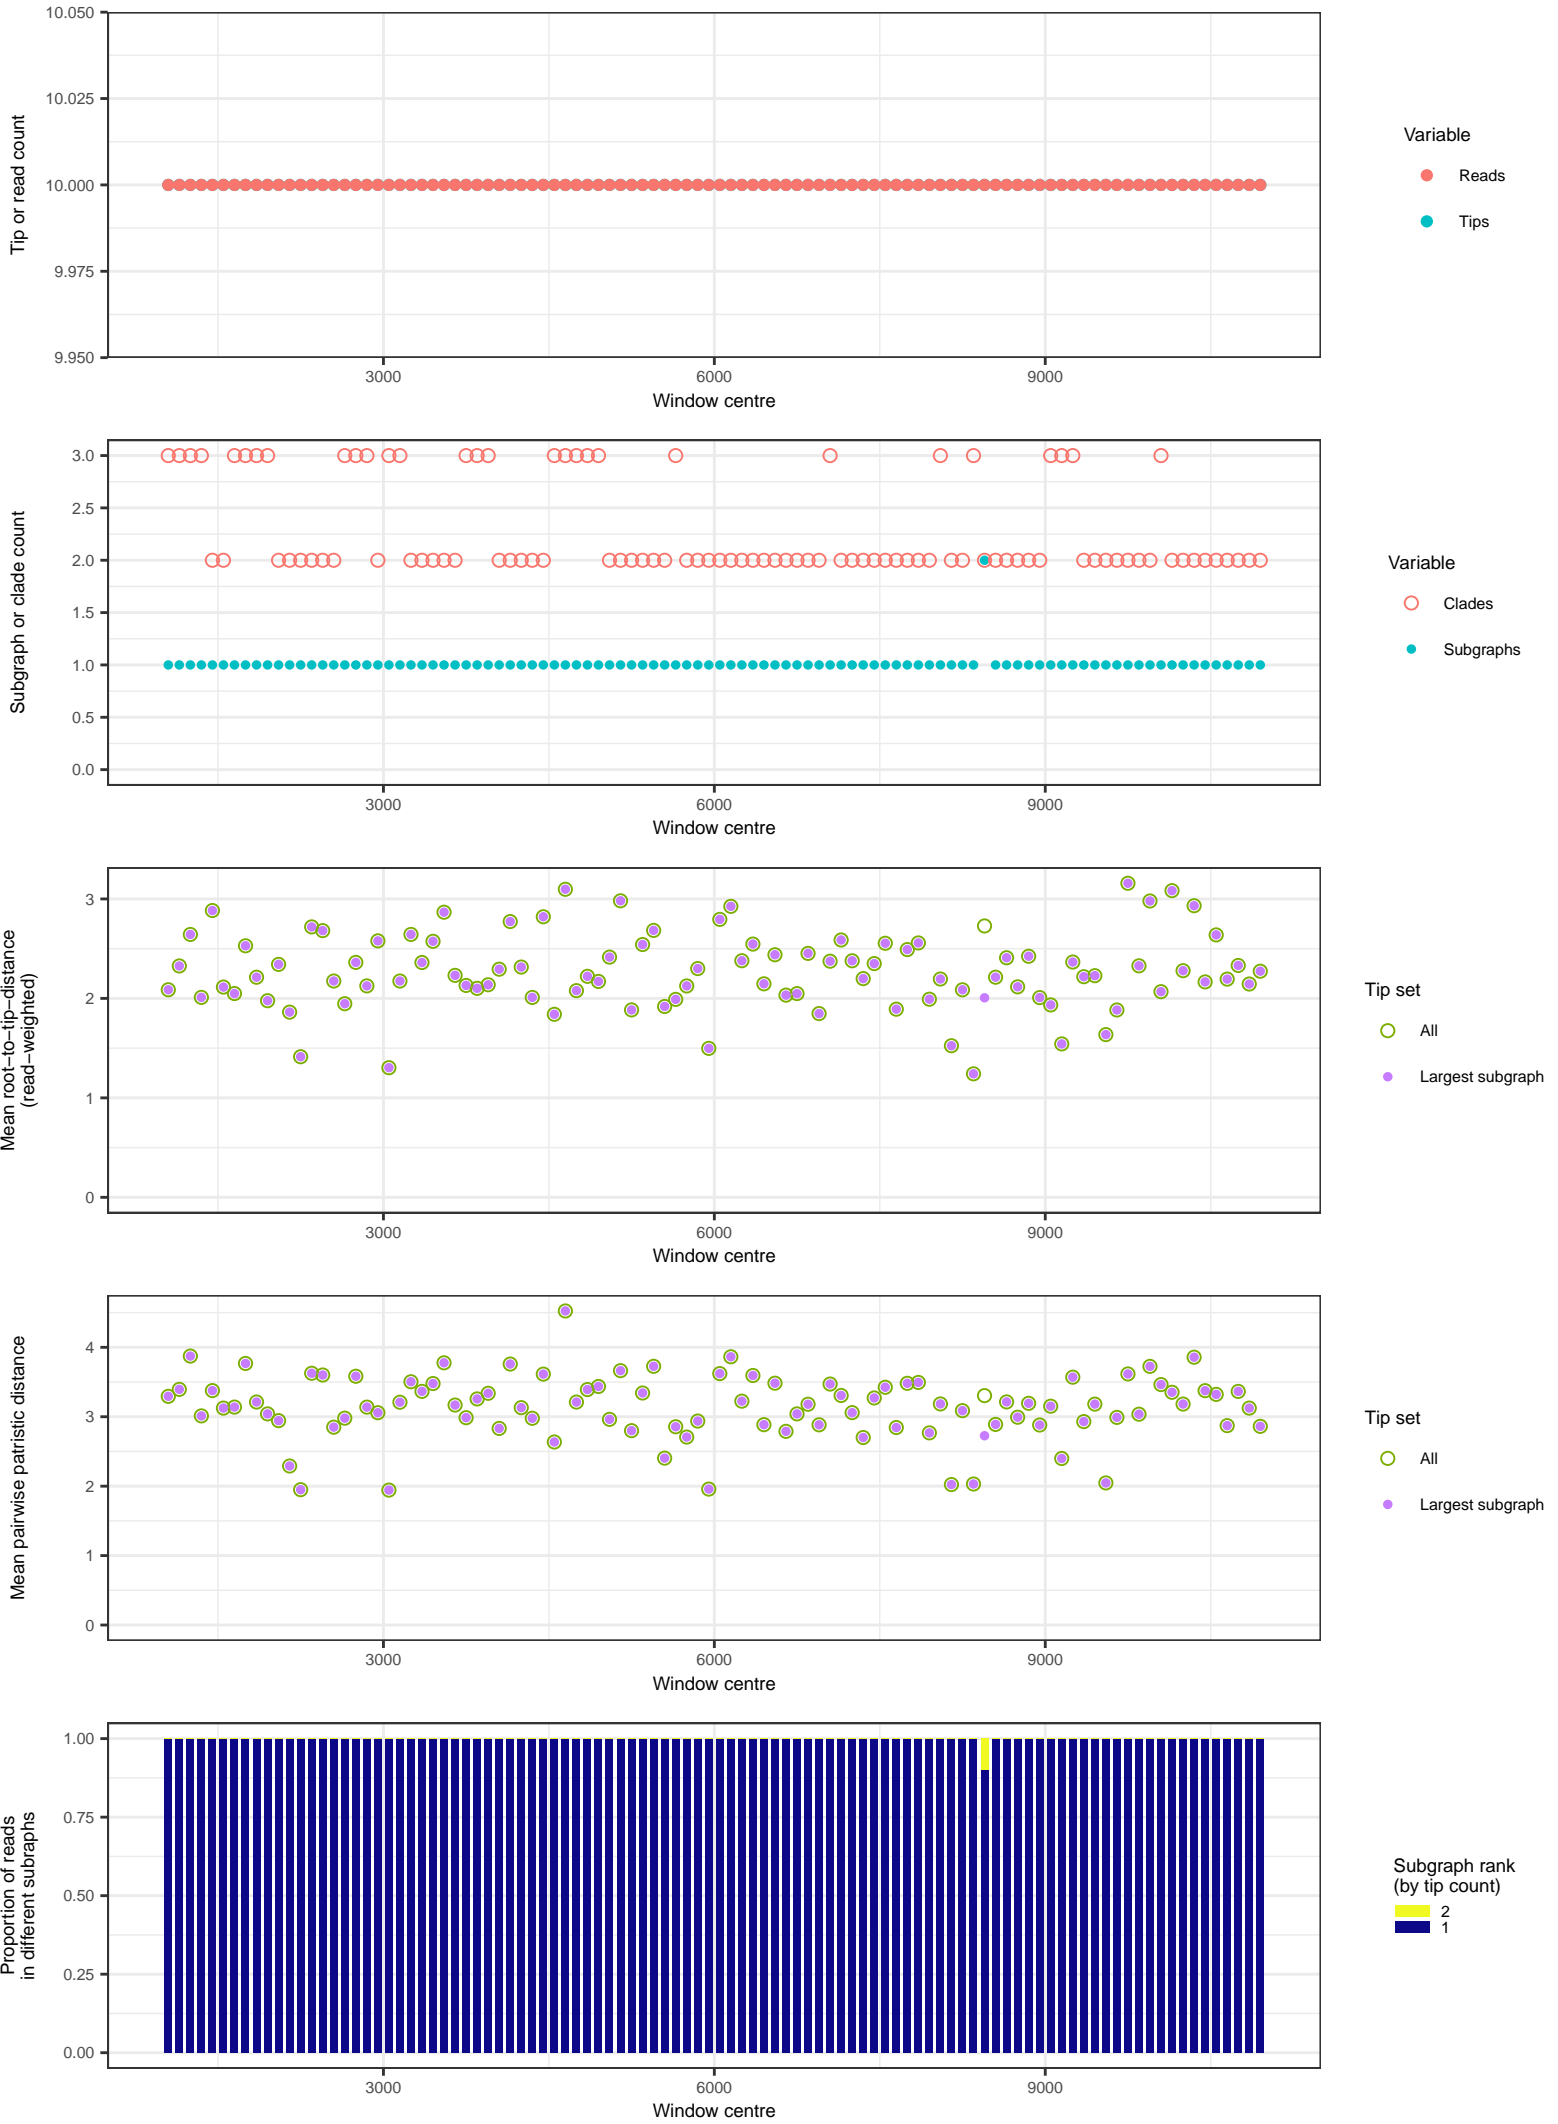 10.050
10.025
10.000
9.975
9.950
Tip or read count
3000 6000 9000
Window centre
Variable
Reads
Tips
3.0
2.5
2.0
1.5
1.0
0.5
0.0
Subgraph or clade count
3000 6000 9000
Window centre
Variable
Clades
Subgraphs
3
2
1
0
Mean root−to−tip−distance
(read−weighted)
3000 6000 9000
Window centre
Tip set
All
Largest subgraph
4
3
2
1
0
Mean pairwise patristic distance
3000 6000 9000
Window centre
Tip set
All
Largest subgraph
1.00
0.75
0.50
0.25
0.00
Proportion of reads
in different subraphs
3000 6000 9000
Window centre
Subgraph rank
(by tip count)
2
1